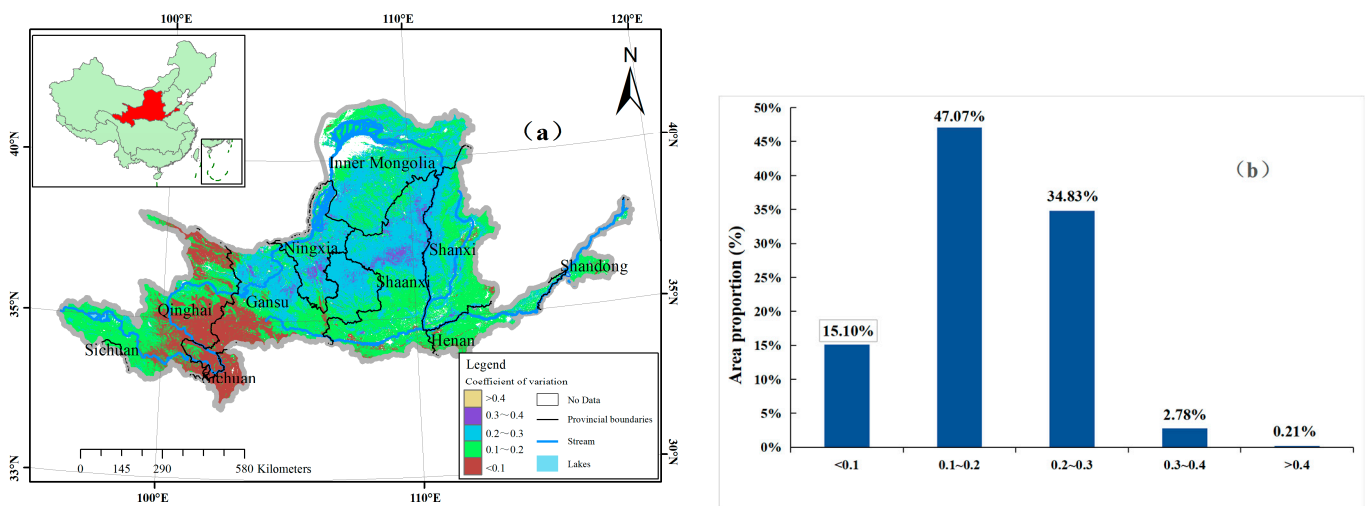 100°E
110°E
120°E
N
（a）
40°N
40°N
Inner Mongolia
Ningxia
Shanxi
Shaanxi
Shandong
Gansu
Qinghai
35°N
35°N
Henan
Sichuan
Sichuan
Legend
Coefficient of variation
>0.4
0.3～0.4
0.2～0.3
0.1～0.2
<0.1
No Data
Provincial boundaries
Stream
Lakes
0 145 290 580 Kilometers
33°N
30°N
100°E
110°E
（b）
Area proportion (%)
50%
45%
40%
35%
30%
25%
20%
15%
10%
5%
0%
15.10%
47.07%
34.83%
2.78%
0.21%
<0.1
0.1~0.2
0.2~0.3
0.3~0.4
>0.4